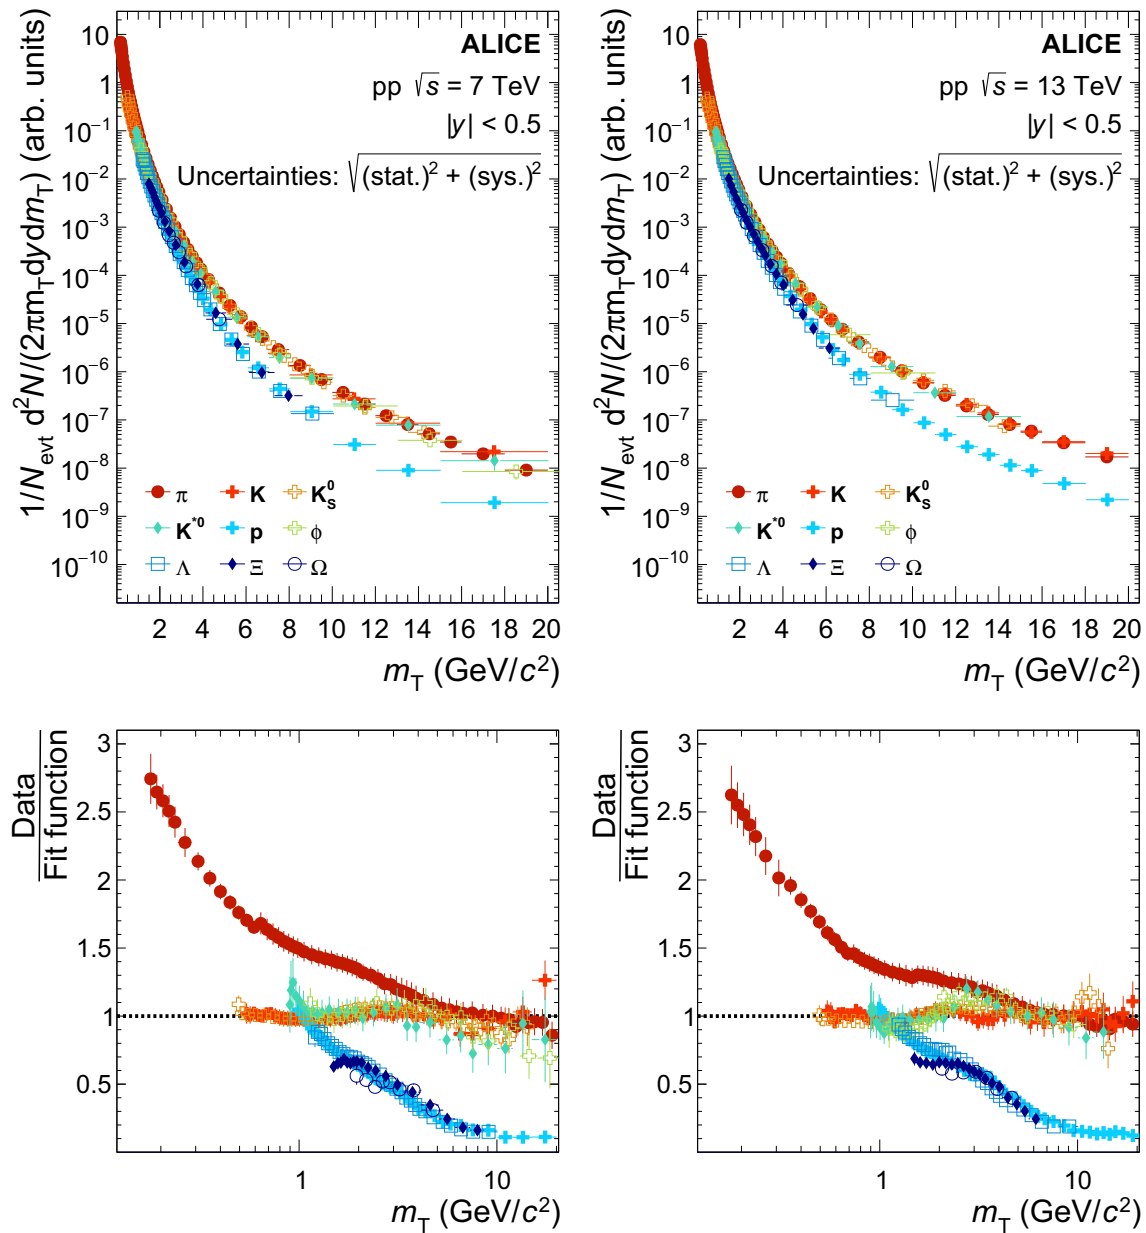 1/N_evt d²N/(2πm_T dydm_T) (arb. units)
10
1
10⁻¹
10⁻²
10⁻³
10⁻⁴
10⁻⁵
10⁻⁶
10⁻⁷
10⁻⁸
10⁻⁹
10⁻¹⁰
ALICE
pp √s = 7 TeV
|y| < 0.5
Uncertainties: √(stat.)² + (sys.)²
π K K⁰_S
K*⁰ p ϕ
Λ Ξ Ω
2 4 6 8 10 12 14 16 18 20
m_T (GeV/c²)
1/N_evt d²N/(2πm_T dydm_T) (arb. units)
10
1
10⁻¹
10⁻²
10⁻³
10⁻⁴
10⁻⁵
10⁻⁶
10⁻⁷
10⁻⁸
10⁻⁹
10⁻¹⁰
ALICE
pp √s = 13 TeV
|y| < 0.5
Uncertainties: √(stat.)² + (sys.)²
π K K⁰_S
K*⁰ p ϕ
Λ Ξ Ω
2 4 6 8 10 12 14 16 18 20
m_T (GeV/c²)
Data
Fit function
3
2.5
2
1.5
1
0.5
1 10
m_T (GeV/c²)
Data
Fit function
3
2.5
2
1.5
1
0.5
1 10
m_T (GeV/c²)